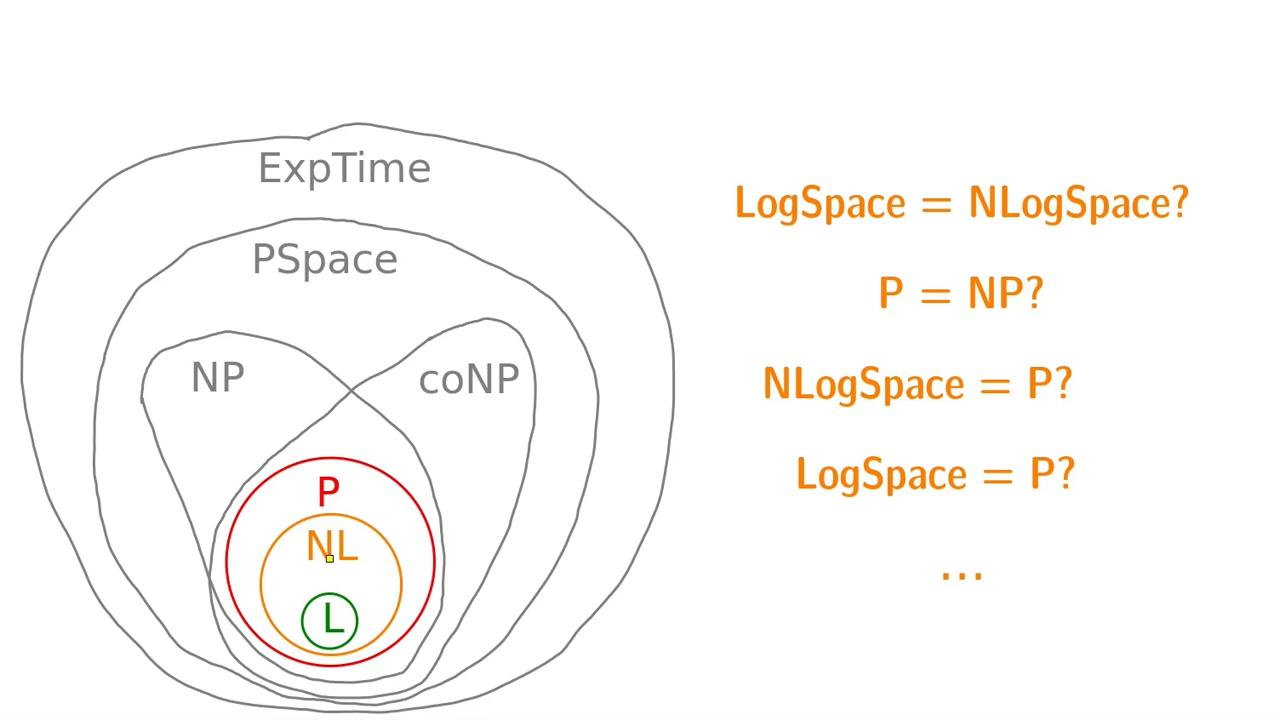 ExpTime
PSpace
NP
coNP
P
NL
L
LogSpace = NLogSpace?
P = NP?
NLogSpace = P?
LogSpace = P?
...